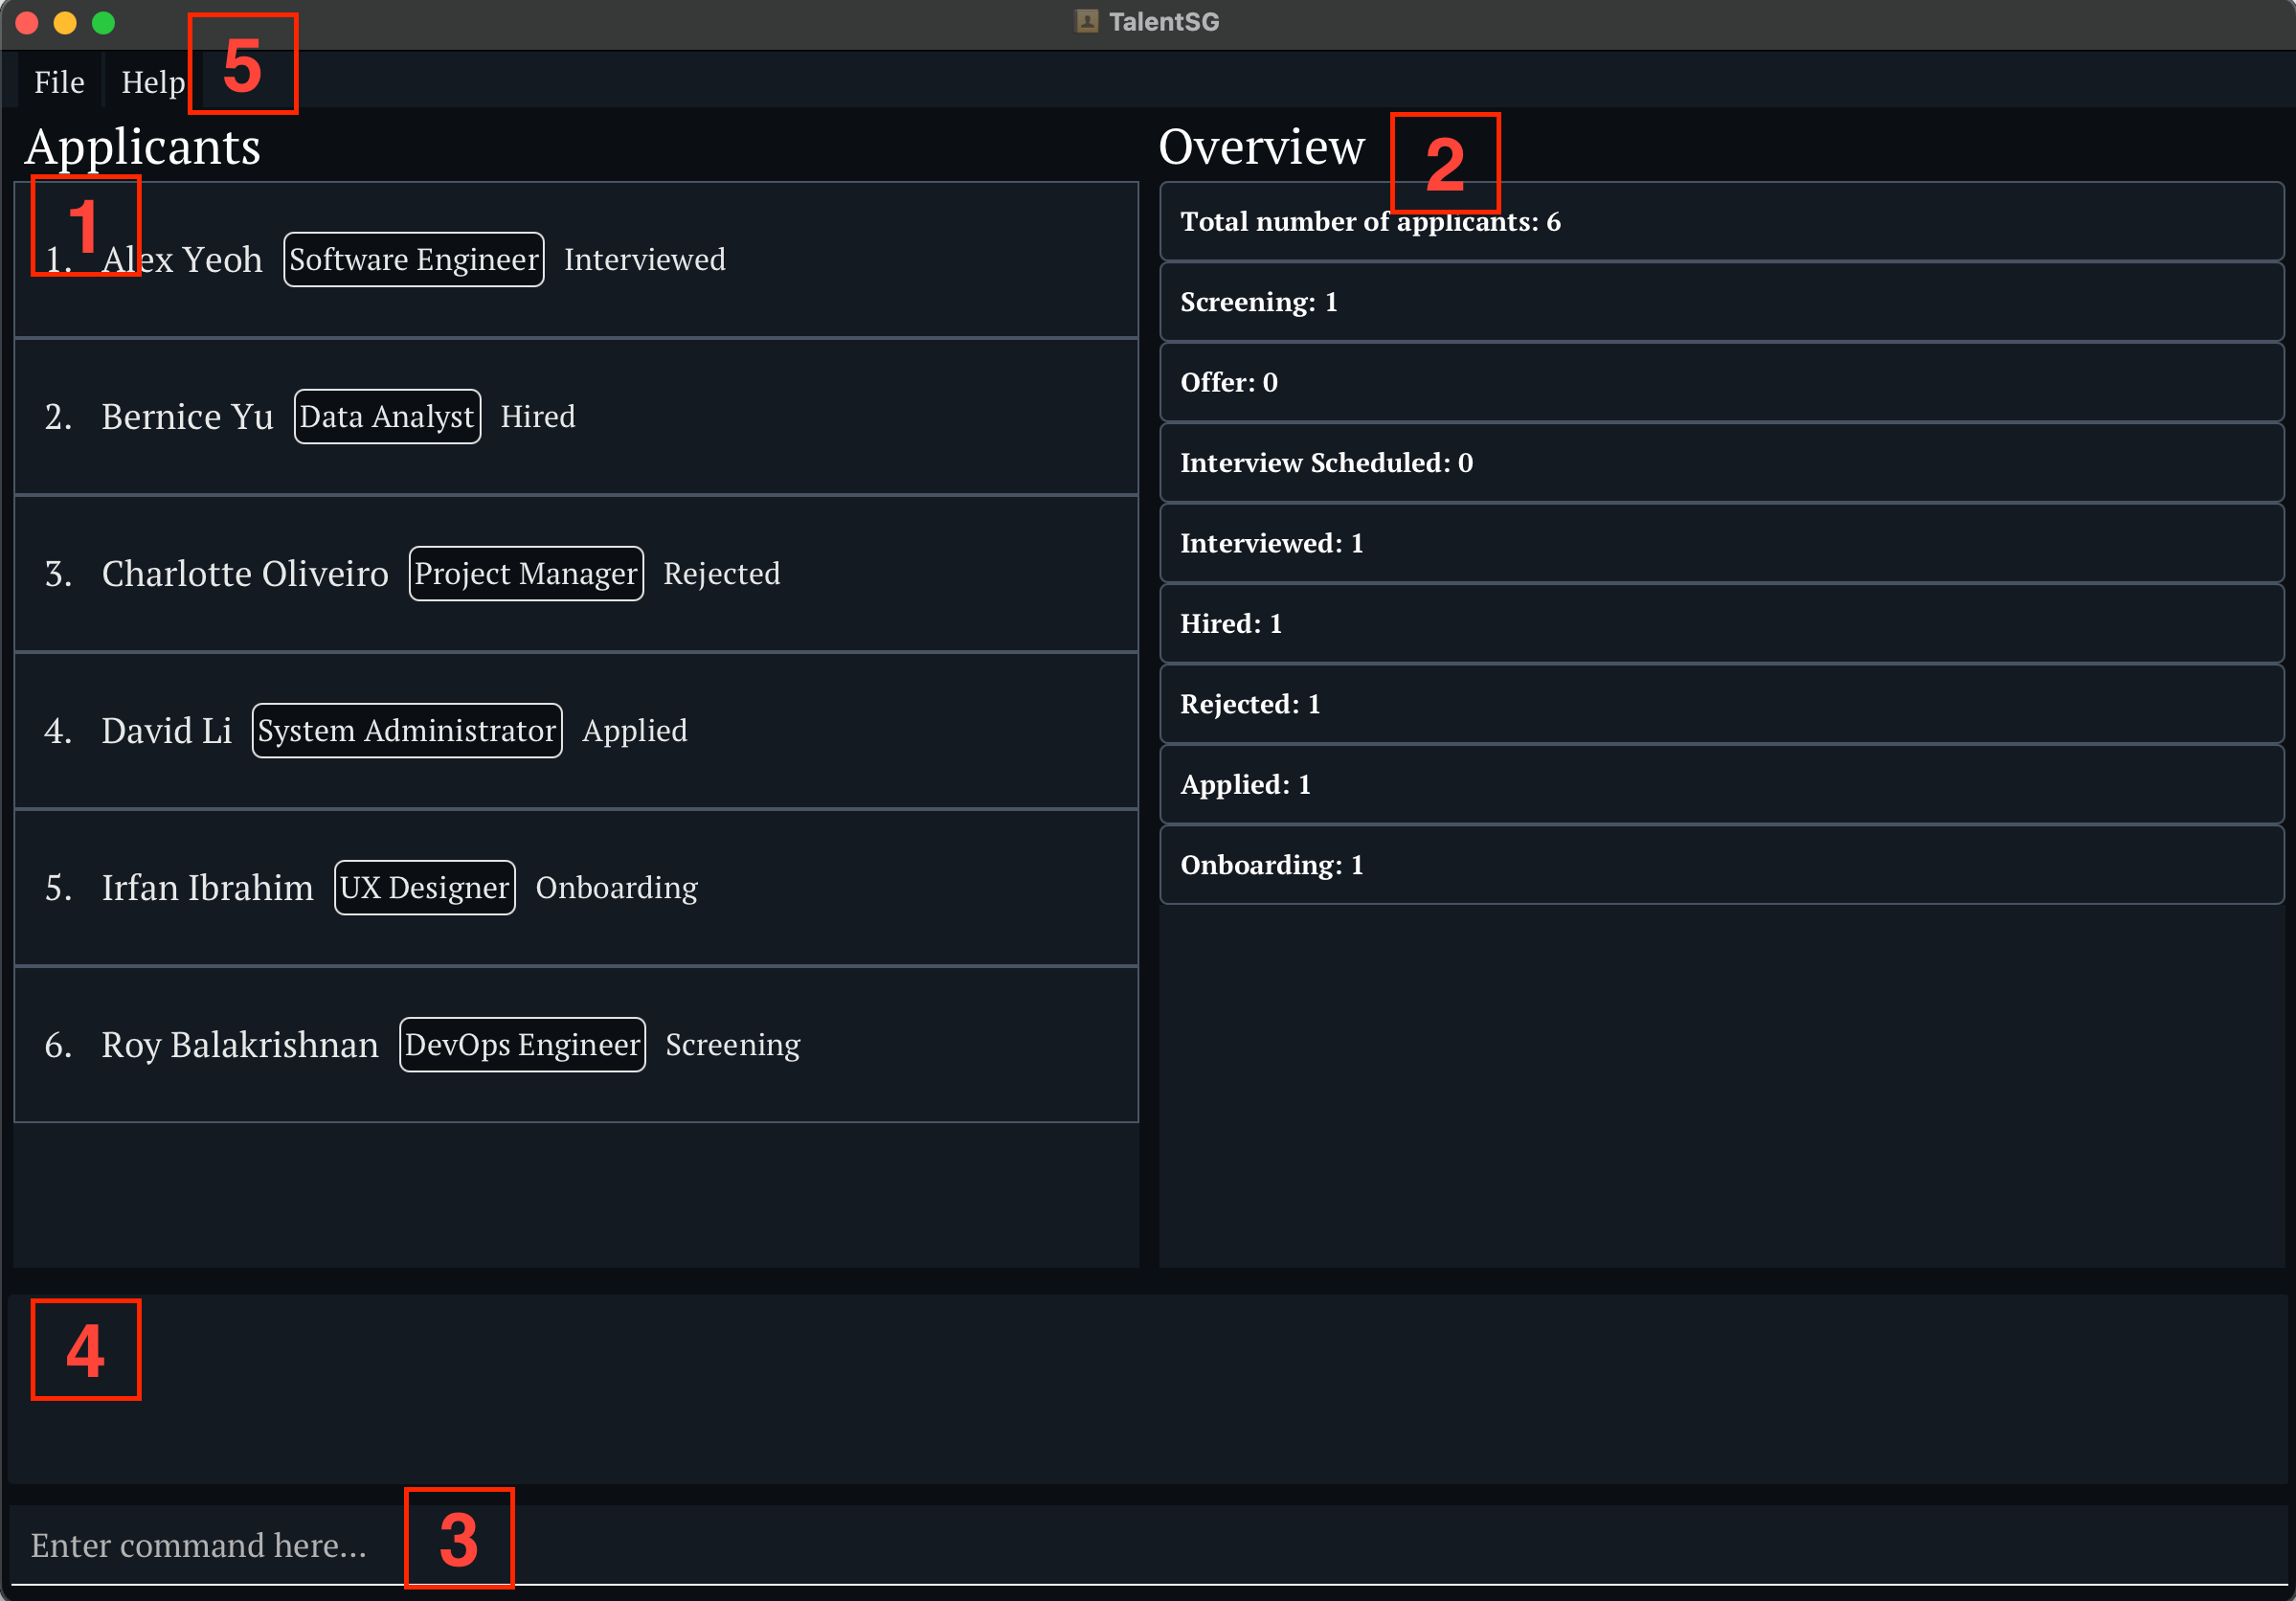 TalentSG
File Help 5
Applicants
1
1. Alex Yeoh Software Engineer Interviewed
2. Bernice Yu Data Analyst Hired
3. Charlotte Oliveiro Project Manager Rejected
4. David Li System Administrator Applied
5. Irfan Ibrahim UX Designer Onboarding
6. Roy Balakrishnan DevOps Engineer Screening
Overview 2
Total number of applicants: 6
Screening: 1
Offer: 0
Interview Scheduled: 0
Interviewed: 1
Hired: 1
Rejected: 1
Applied: 1
Onboarding: 1
4
Enter command here... 3